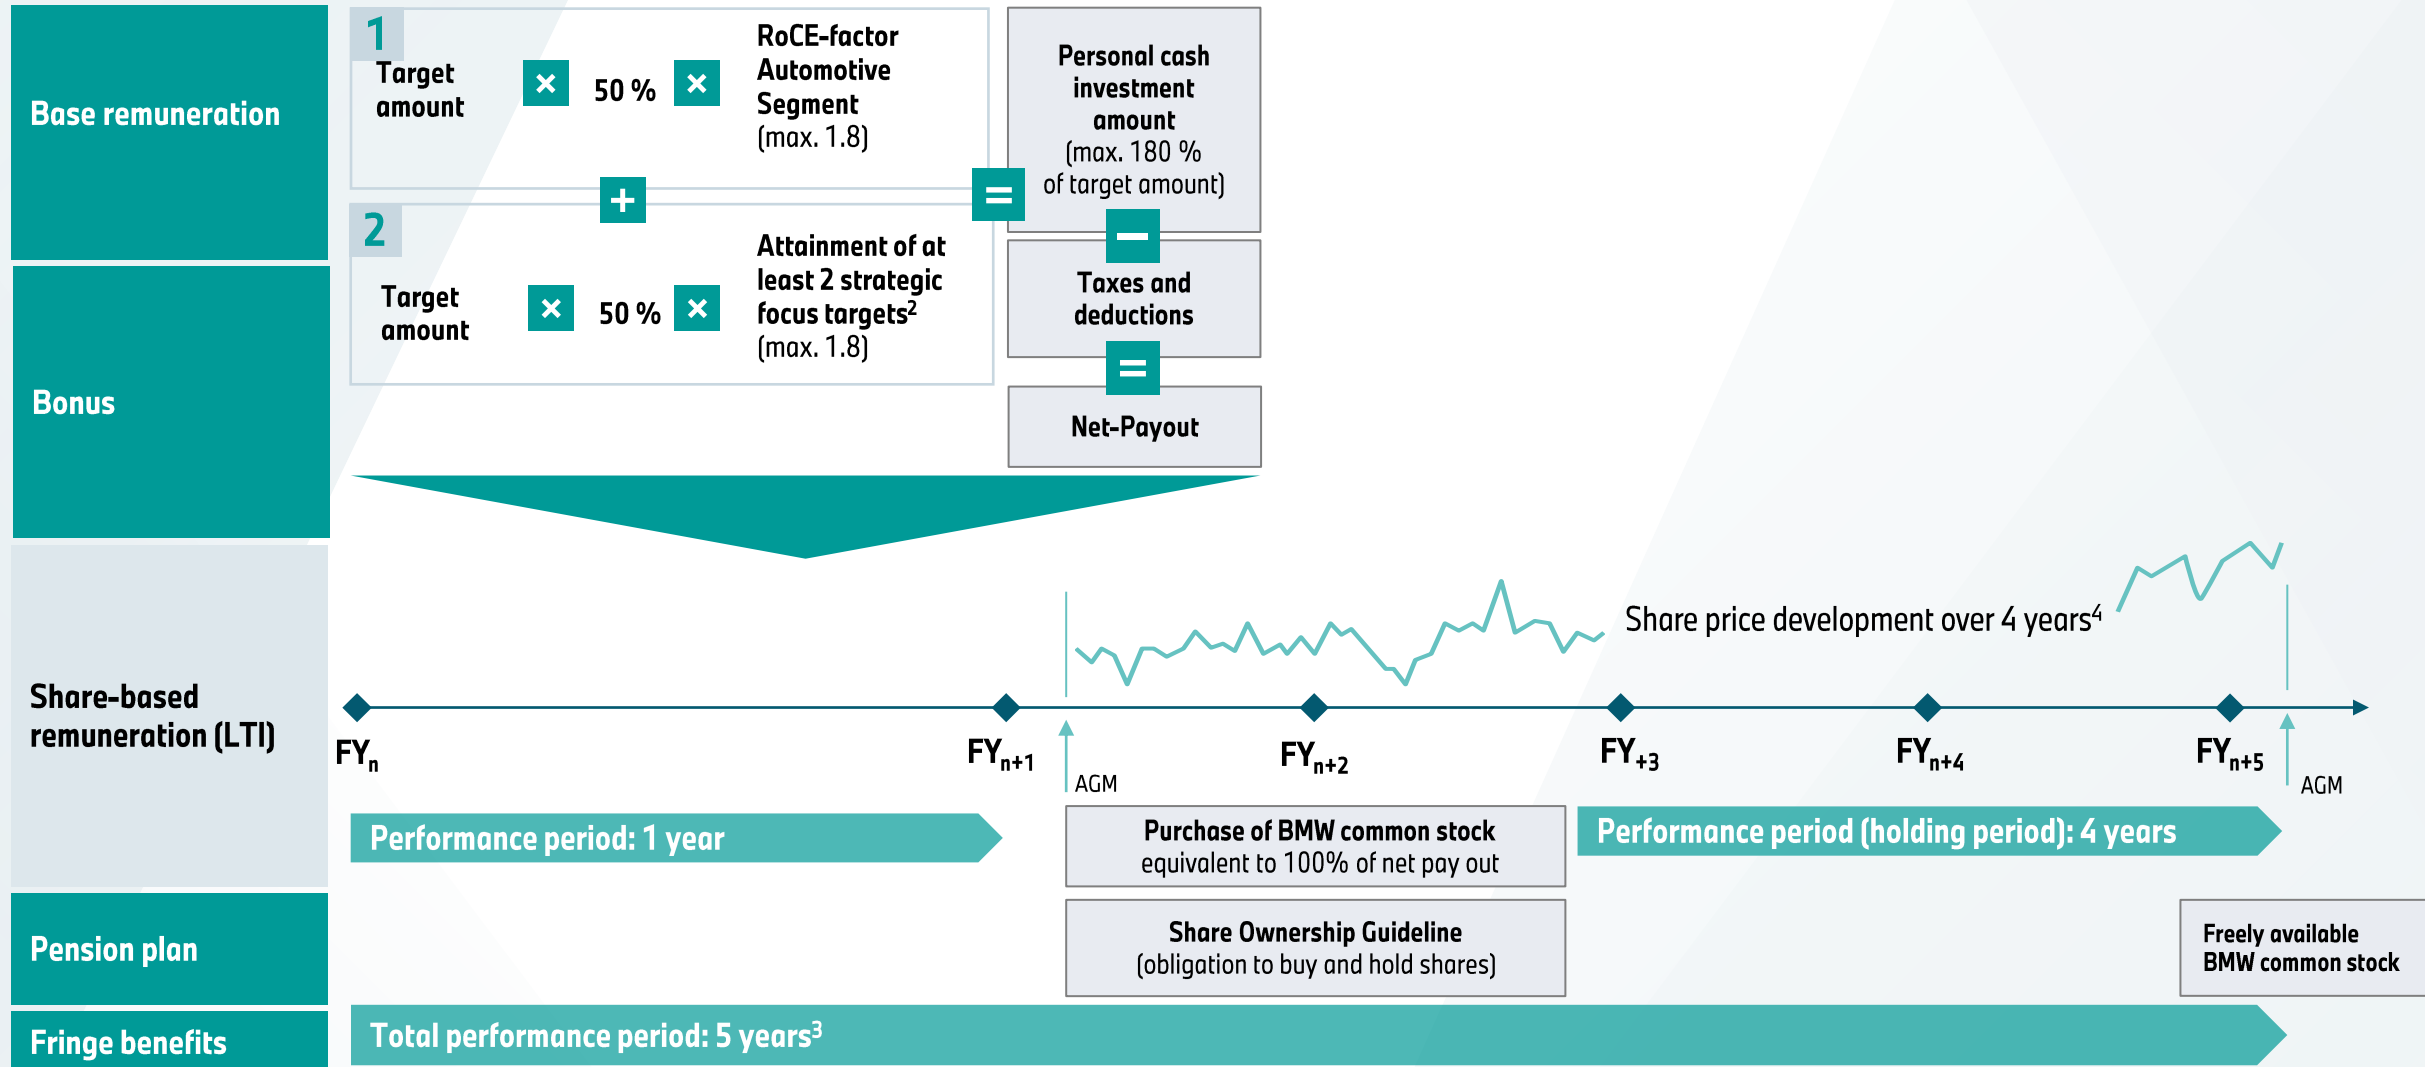 Base remuneration
Bonus
Share-based
remuneration (LTI)
Pension plan
Fringe benefits
1
Target
amount
×
50 %
×
RoCE-factor
Automotive
Segment
(max. 1.8)
+
2
Target
amount
×
50 %
×
Attainment of at
least 2 strategic
focus targets²
(max. 1.8)
=
Personal cash
investment
amount
(max. 180 %
of target amount)
−
Taxes and
deductions
=
Net-Payout
Share price development over 4 years⁴
FYn
FYn+1
FYn+2
FY+3
FYn+4
FYn+5
AGM
AGM
Performance period: 1 year
Purchase of BMW common stock
equivalent to 100% of net pay out
Performance period (holding period): 4 years
Share Ownership Guideline
(obligation to buy and hold shares)
Freely available
BMW common stock
Total performance period: 5 years³